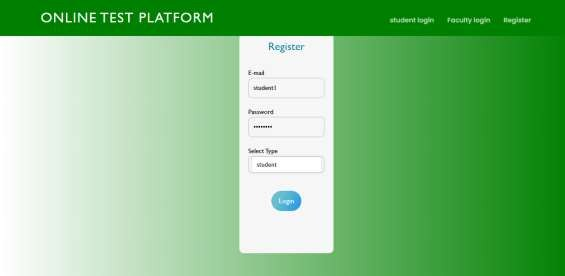 ONLINE TEST PLATFORM
student login Faculty login Register
Register
E-mail
student1
Password
••••••••
Select Type
student
Login